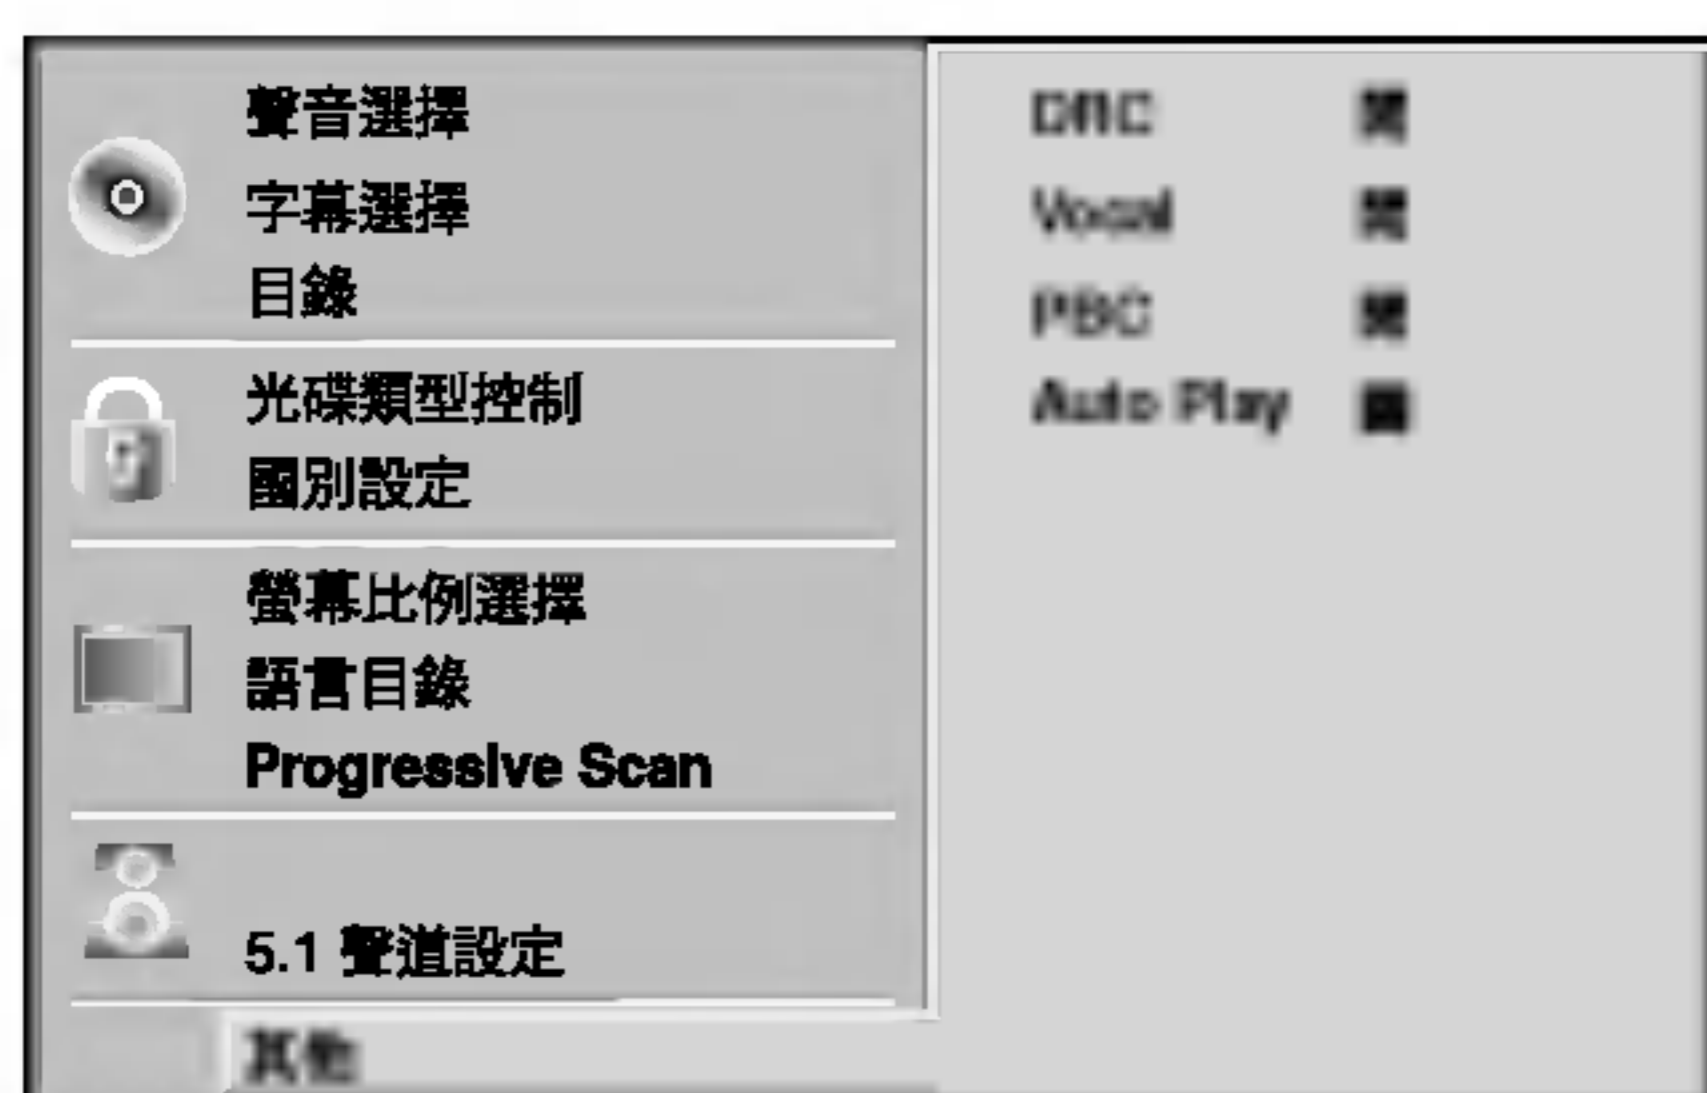 聲音選擇
字幕選擇
目錄
光碟類型控制
國別設定
螢幕比例選擇
語言目錄
Progressive Scan
5.1 聲道設定
其他
DRC
Vocal
PBC
Auto Play